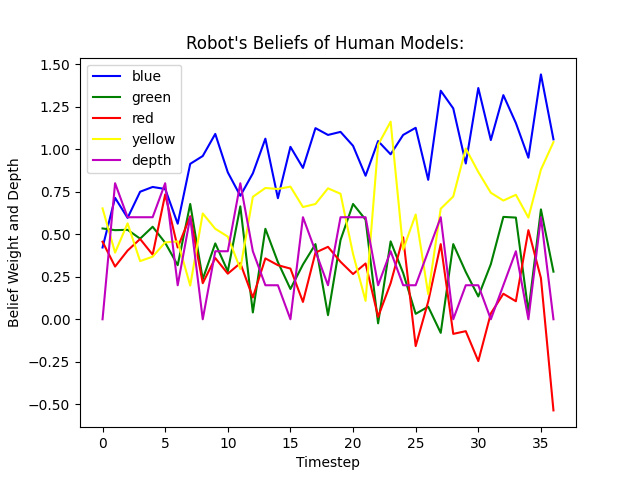 Robot's Beliefs of Human Models:
blue
green
red
yellow
depth
Belief Weight and Depth
1.50
1.25
1.00
0.75
0.50
0.25
0.00
−0.25
−0.50
0 5 10 15 20 25 30 35
Timestep